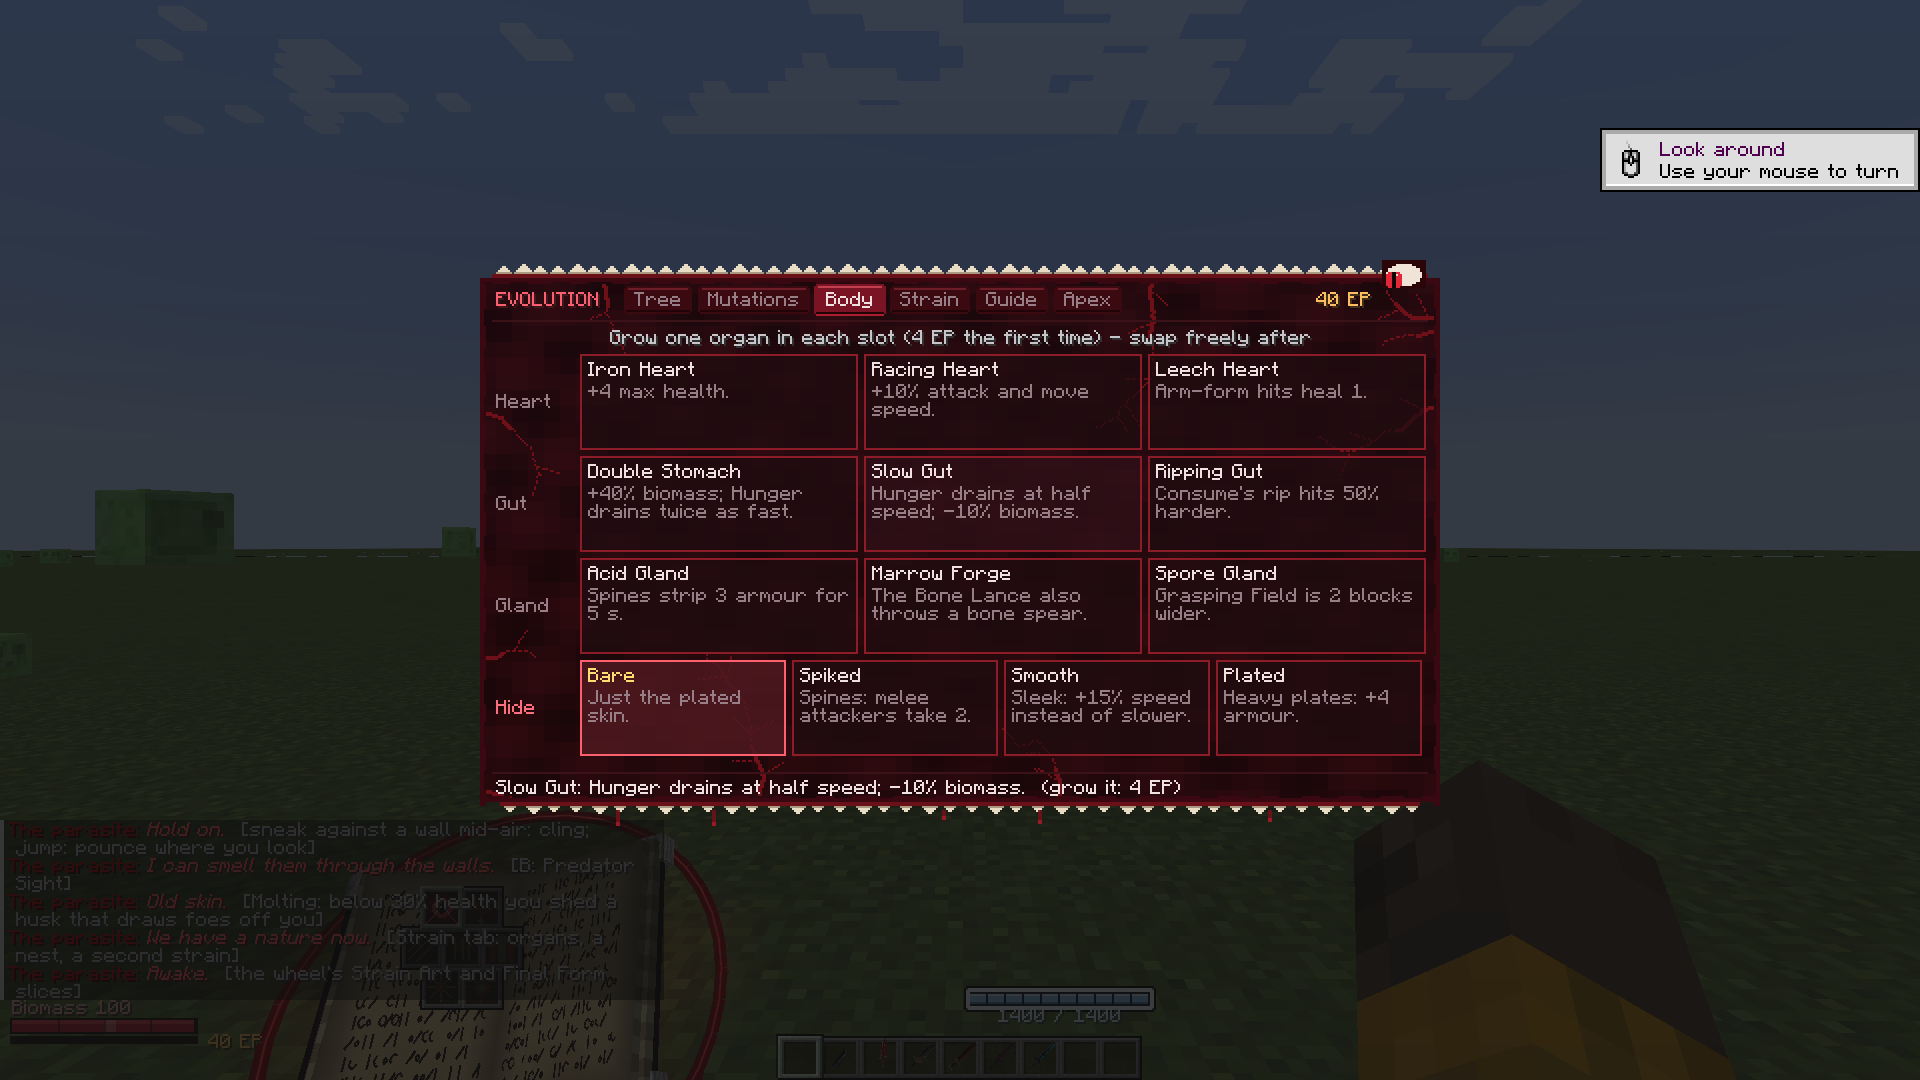 Look around
Use your mouse to turn
EVOLUTION Tree Mutations Body Strain Guide Apex 40 EP
Grow one organ in each slot (4 EP the first time) - swap freely after
Heart
Iron Heart
+4 max health.
Racing Heart
+10% attack and move
speed.
Leech Heart
Arm-form hits heal 1.
Gut
Double Stomach
+40% biomass; Hunger
drains twice as fast.
Slow Gut
Hunger drains at half
speed; -10% biomass.
Ripping Gut
Consume's rip hits 50%
harder.
Gland
Acid Gland
Spines strip 3 armour for
5 s.
Marrow Forge
The Bone Lance also
throws a bone spear.
Spore Gland
Grasping Field is 2 blocks
wider.
Hide
Bare
Just the plated
skin.
Spiked
Spines: melee
attackers take 2.
Smooth
Sleek: +15% speed
instead of slower.
Plated
Heavy plates: +4
armour.
Slow Gut: Hunger drains at half speed; -10% biomass. (grow it: 4 EP)
The parasite: Hold on. [sneak against a wall mid-air: cling;
jump: pounce where you look]
The parasite: I can smell them through the walls. [B: Predator
Sight]
The parasite: Old skin. [Molting: below 30% health you shed a
husk that draws foes off you]
The parasite: We have a nature now. [Strain tab: organs, a
nest, a second strain]
The parasite: Awake. [the wheel's Strain Art and Final Form
slices]
Biomass 100
40 EP
1400 / 1400